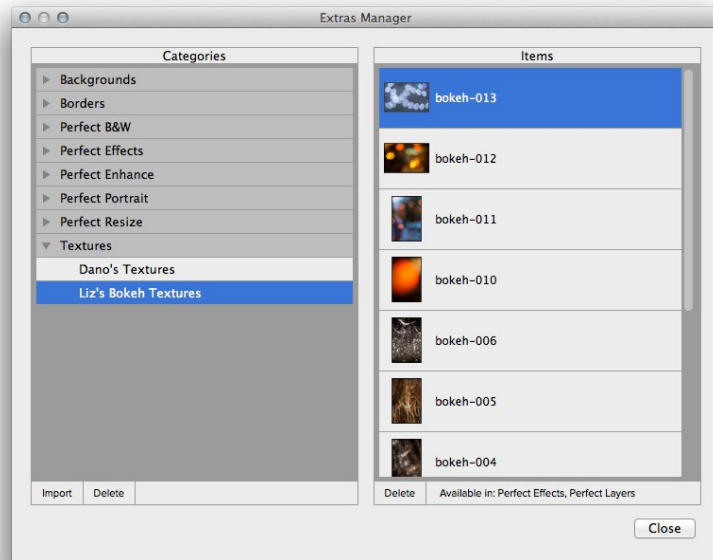 Extras Manager
Categories
Backgrounds
Borders
Perfect B&W
Perfect Effects
Perfect Enhance
Perfect Portrait
Perfect Resize
Textures
Dano's Textures
Liz's Bokeh Textures
Import Delete
Items
bokeh-013
bokeh-012
bokeh-011
bokeh-010
bokeh-006
bokeh-005
bokeh-004
Delete Available in: Perfect Effects, Perfect Layers
Close